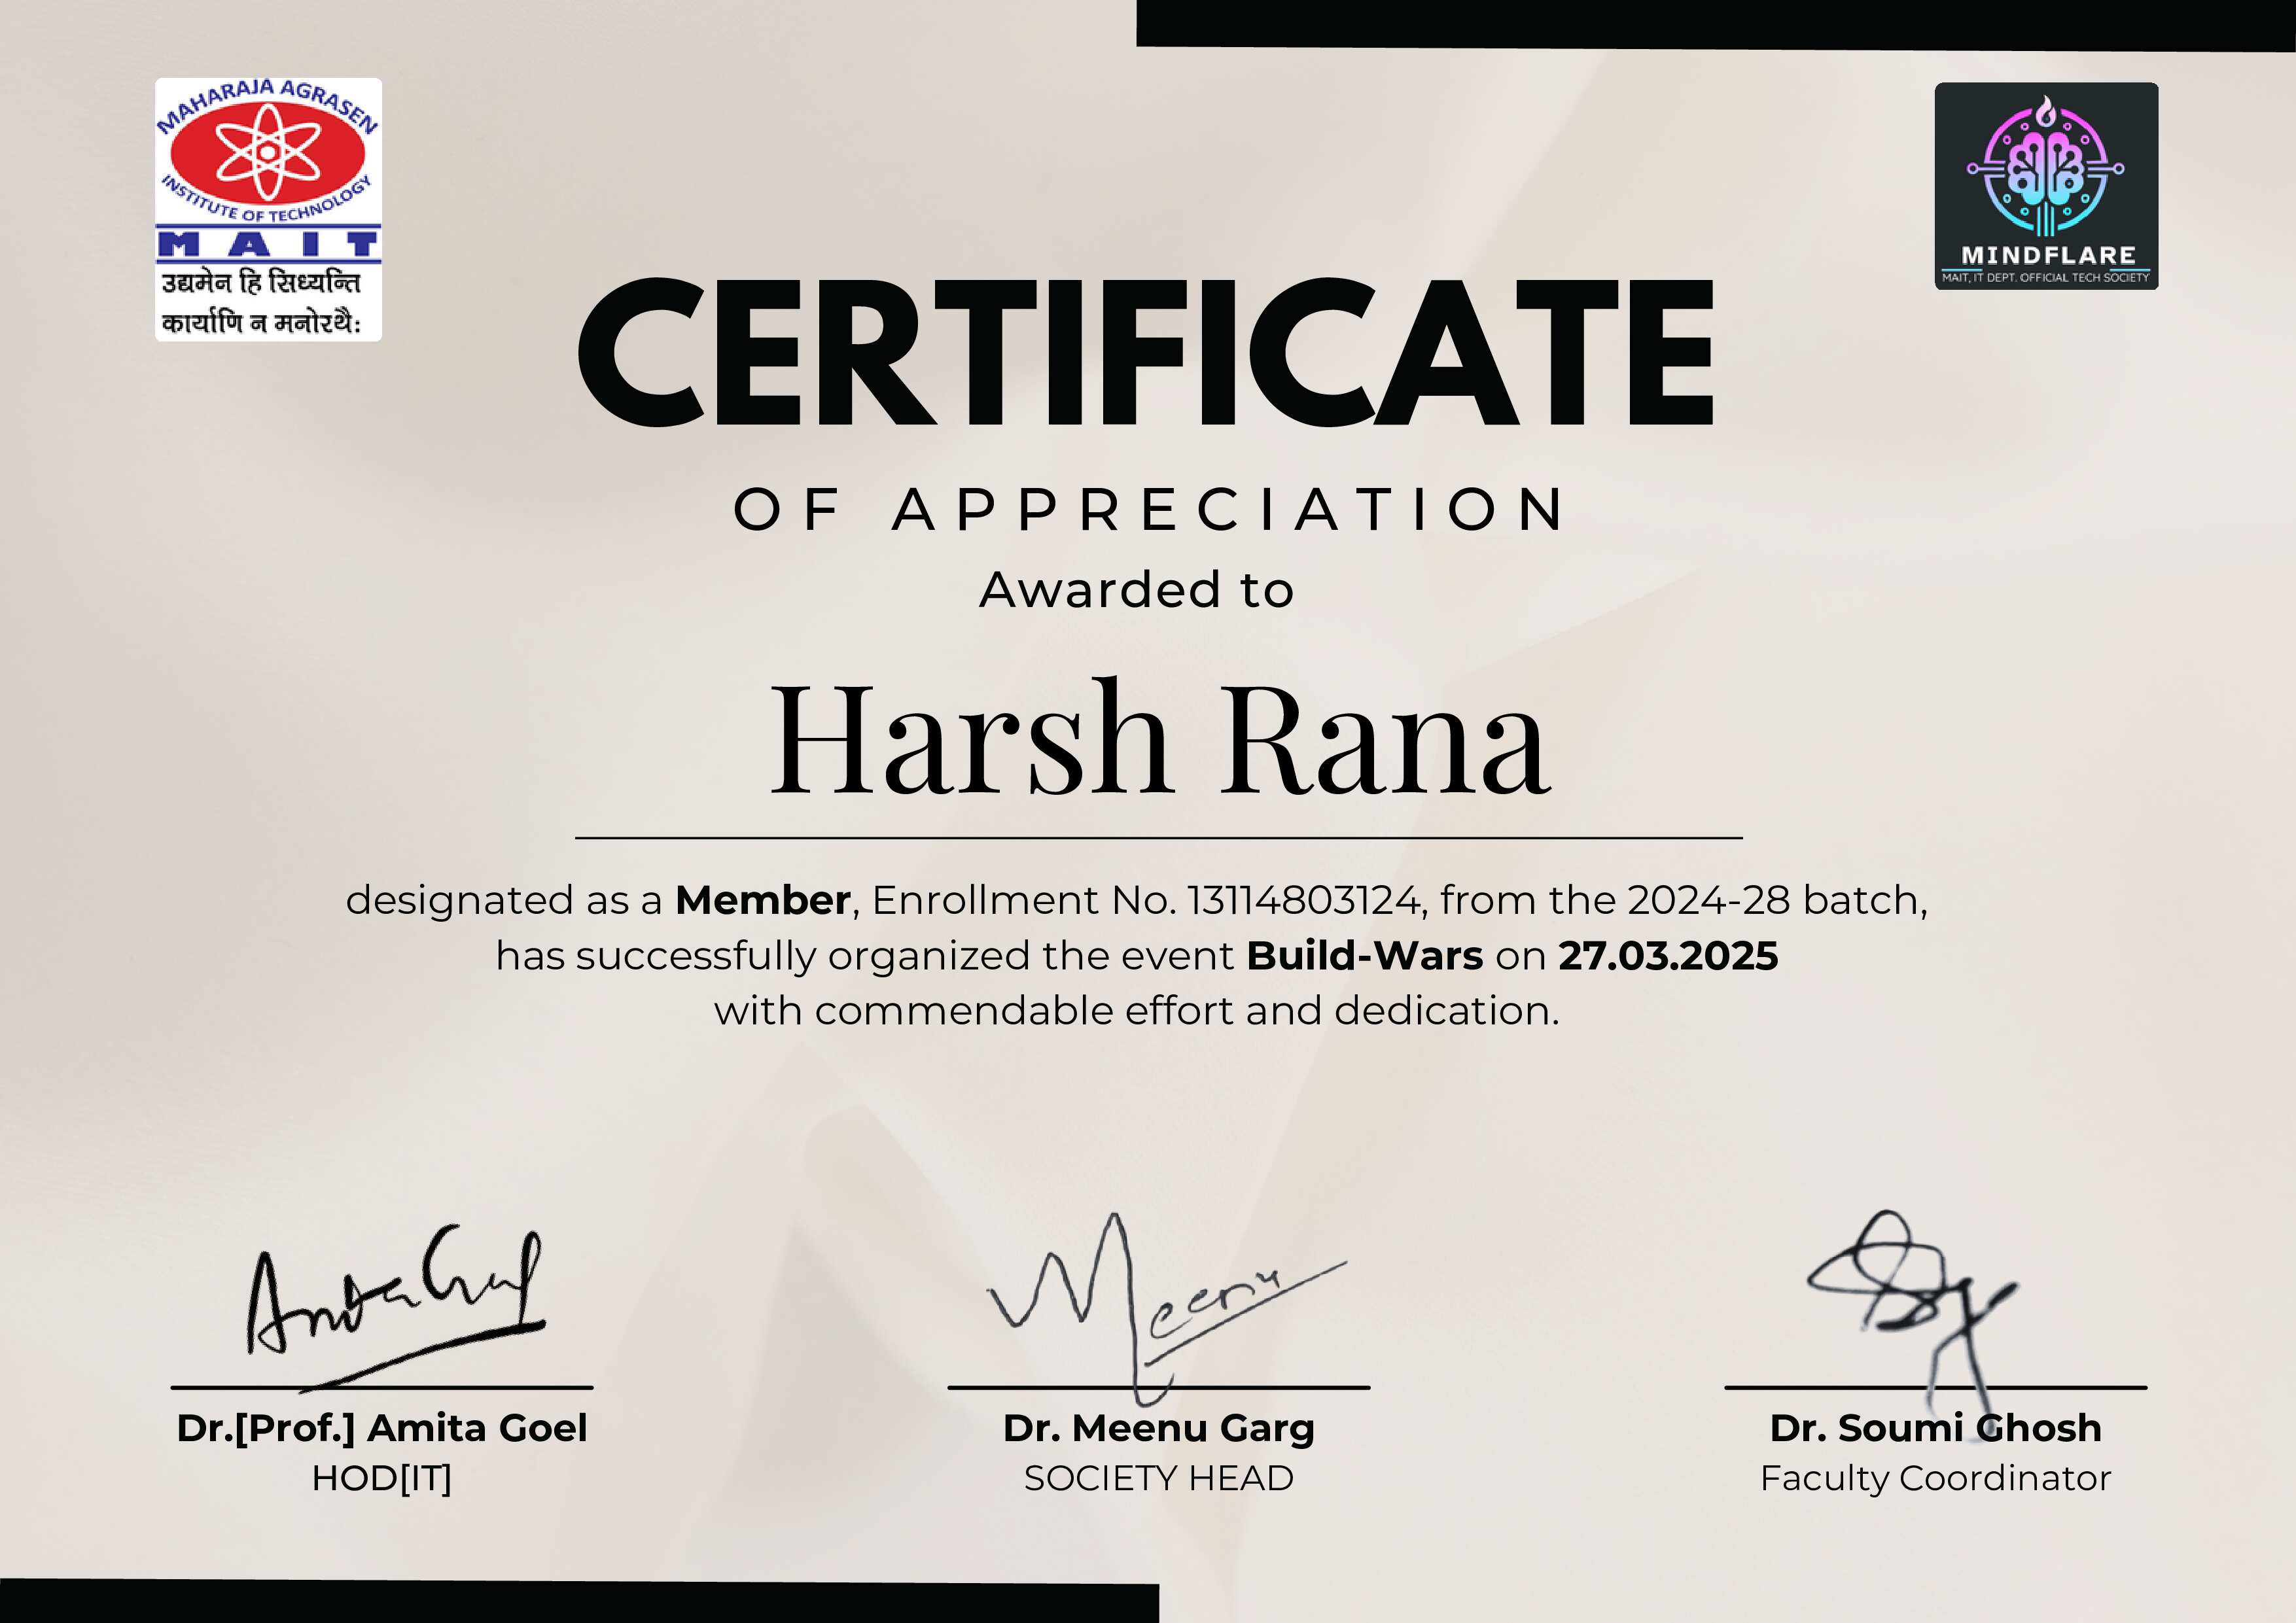 MAHARAJA AGRASEN
INSTITUTE OF TECHNOLOGY
MAIT
उद्यमेन हि सिध्यन्ति
कार्याणि न मनोरथैः
MINDFLARE
MAIT, IT DEPT. OFFICIAL TECH SOCIETY
CERTIFICATE
OF APPRECIATION
Awarded to
Harsh Rana
designated as a Member, Enrollment No. 13114803124, from the 2024-28 batch,
has successfully organized the event Build-Wars on 27.03.2025
with commendable effort and dedication.
Meenu
Dr.[Prof.] Amita Goel
HOD[IT]
Dr. Meenu Garg
SOCIETY HEAD
Dr. Soumi Ghosh
Faculty Coordinator